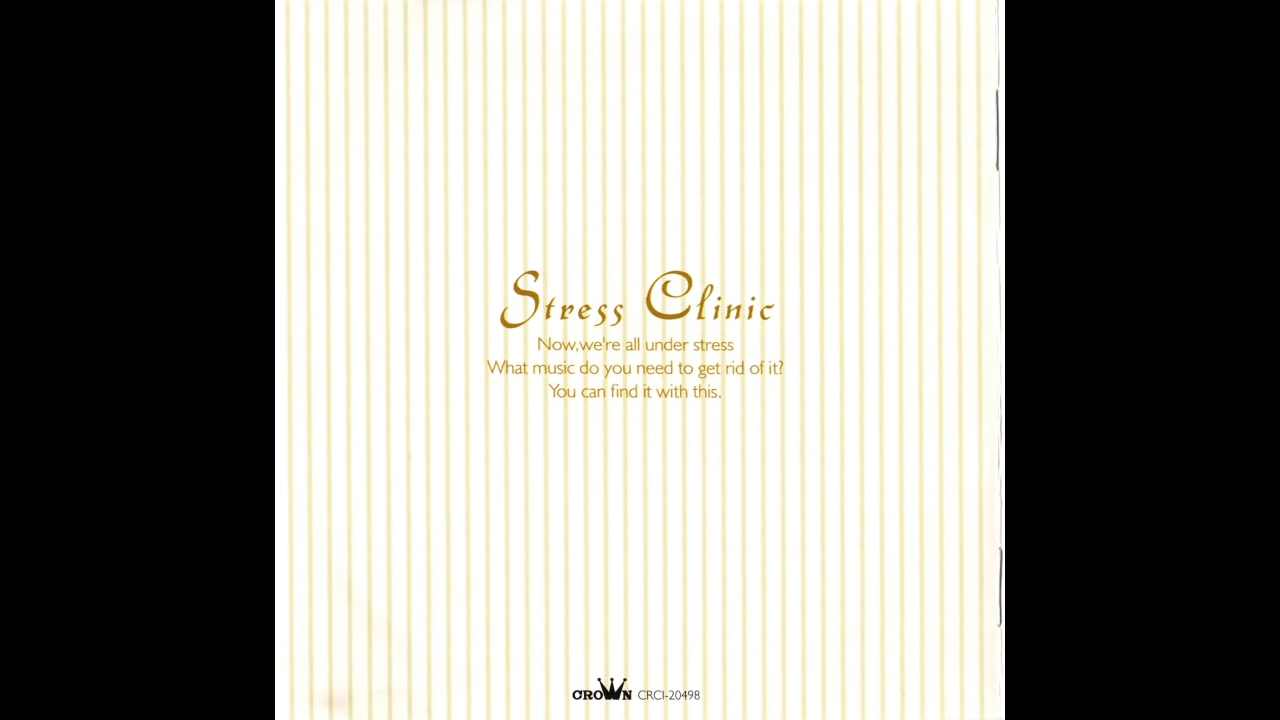 Stress Clinic
Now,we're all under stress
What music do you need to get rid of it?
You can find it with this.
CROWN CRCI-20498